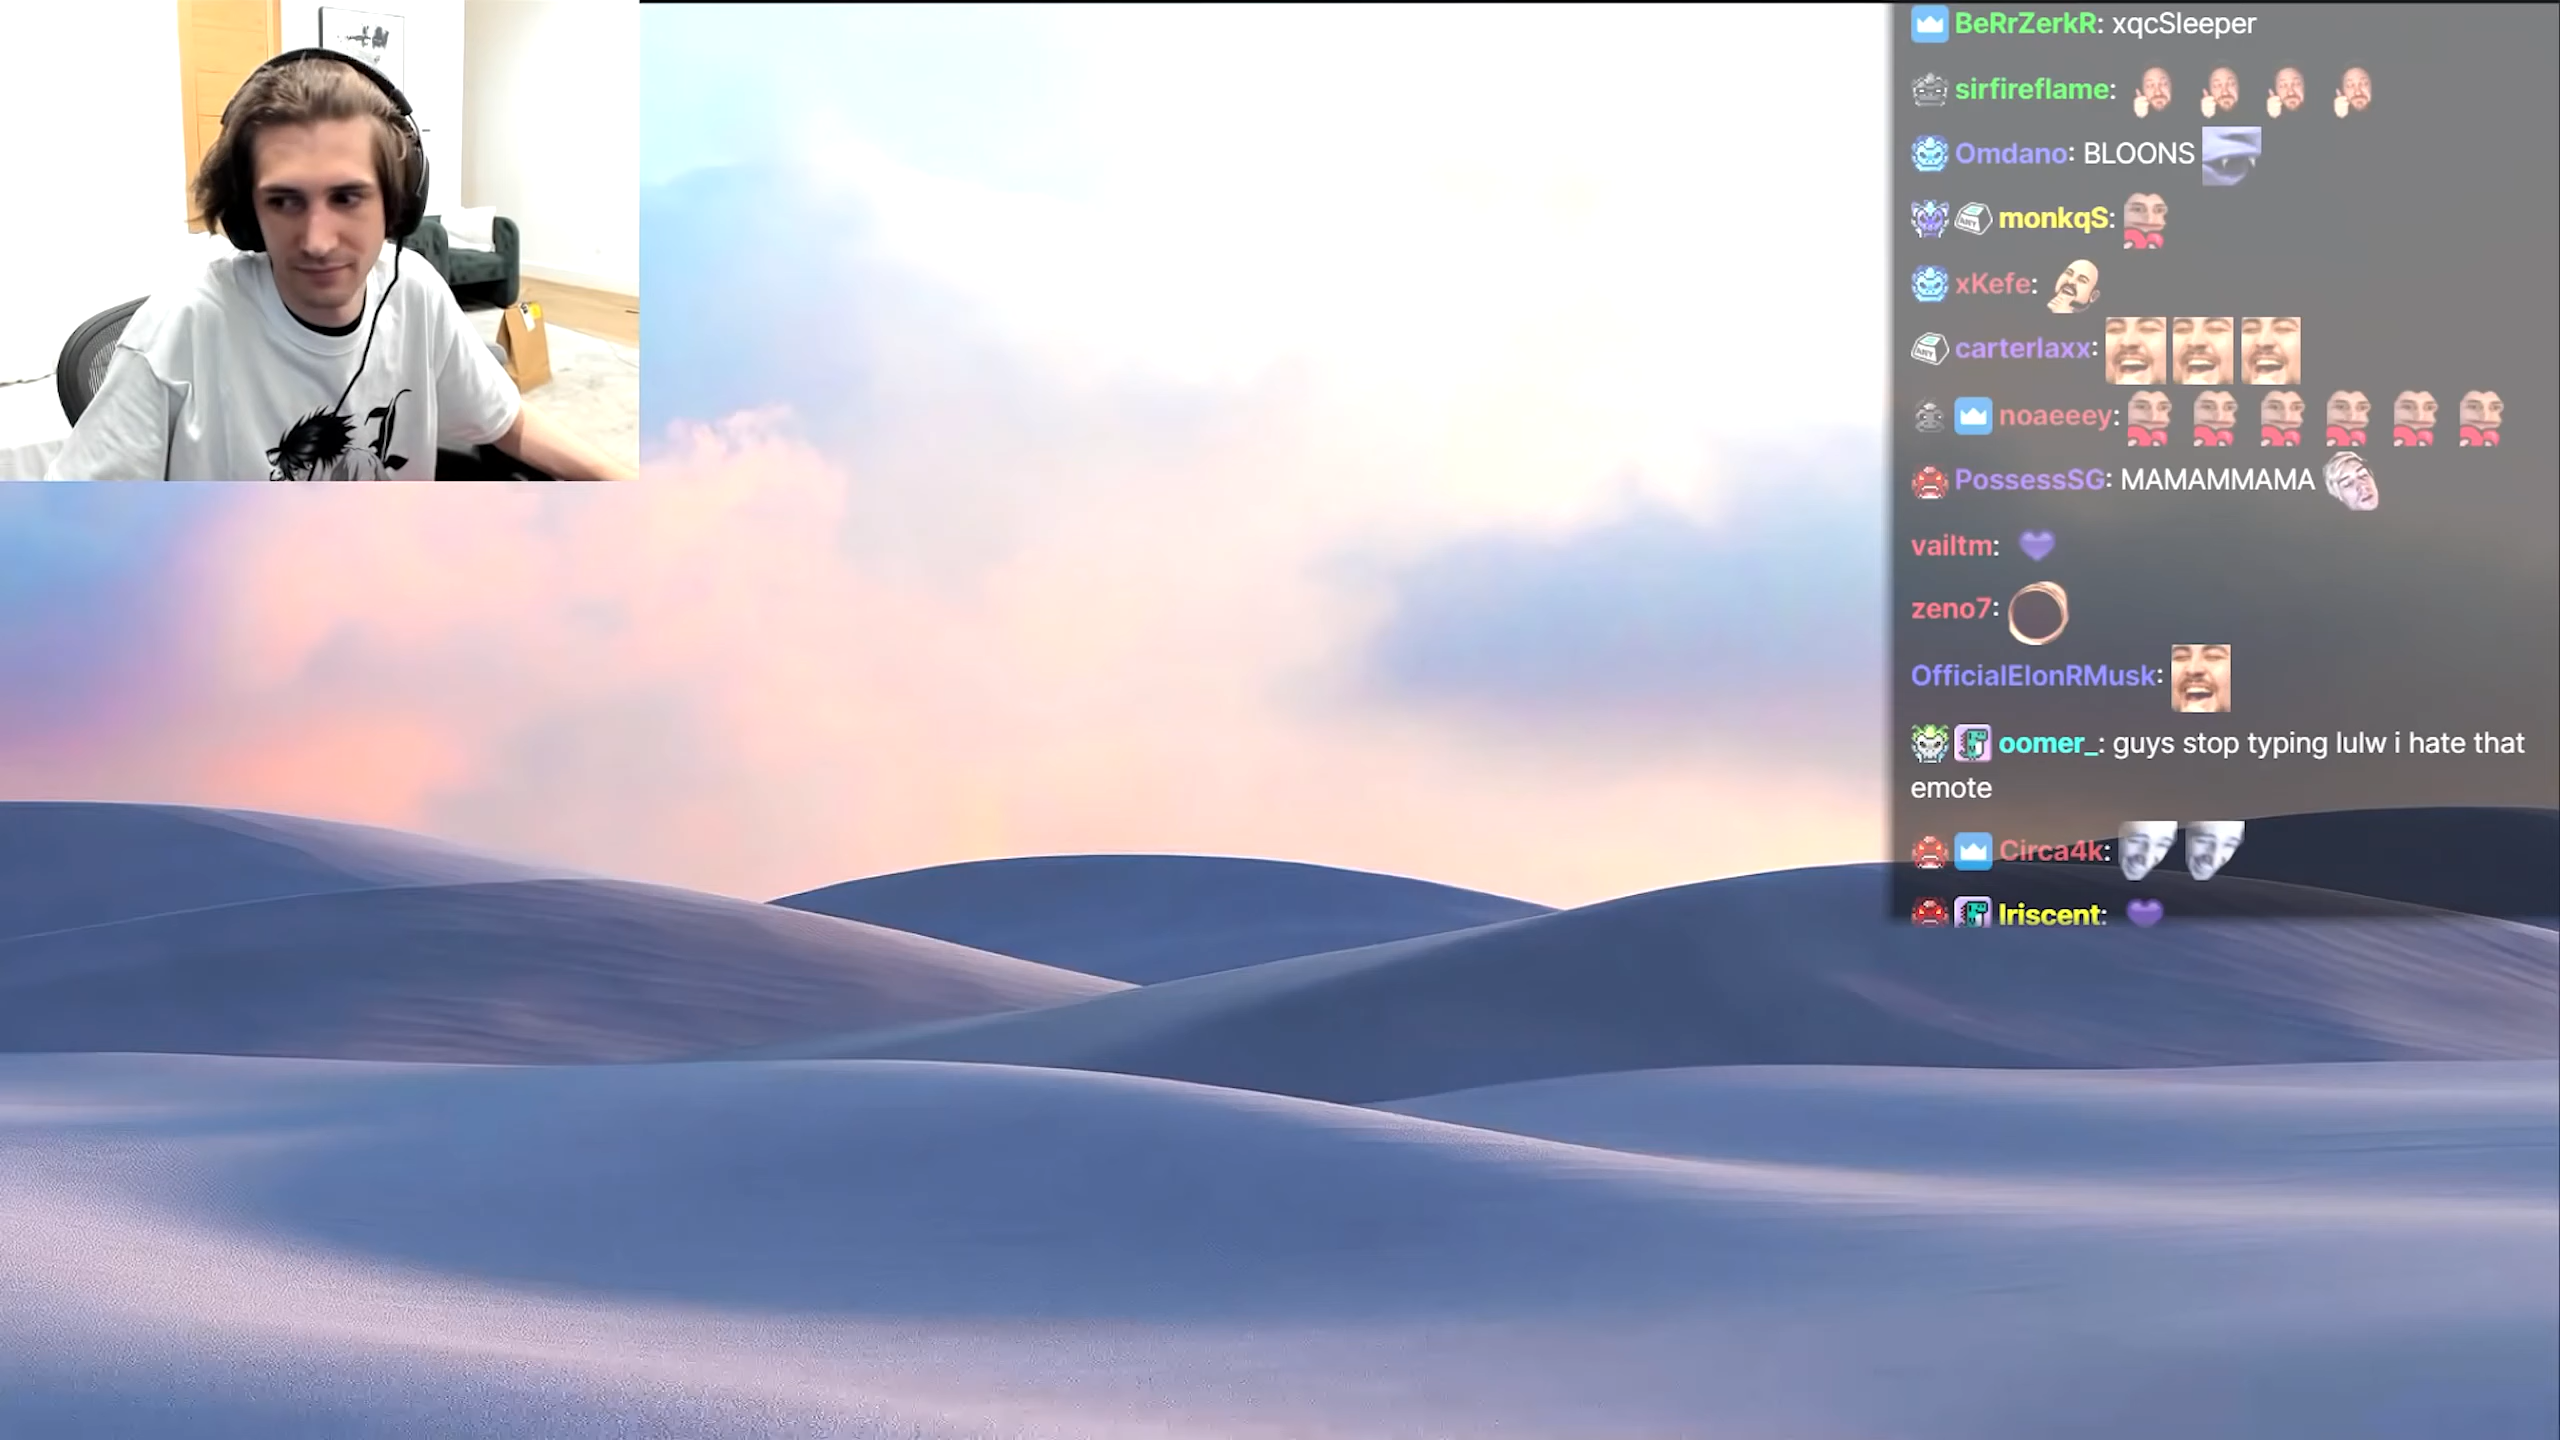 BeRrZerkR: xqcSleeper
sirfireflame:
Omdano: BLOONS
monkqS:
xKefe:
carterlaxx:
noaeeey:
PossessSG: MAMAMMAMA
vailtm:
zeno7:
OfficialElonRMusk:
oomer_: guys stop typing lulw i hate that
emote
Circa4k:
Iriscent: